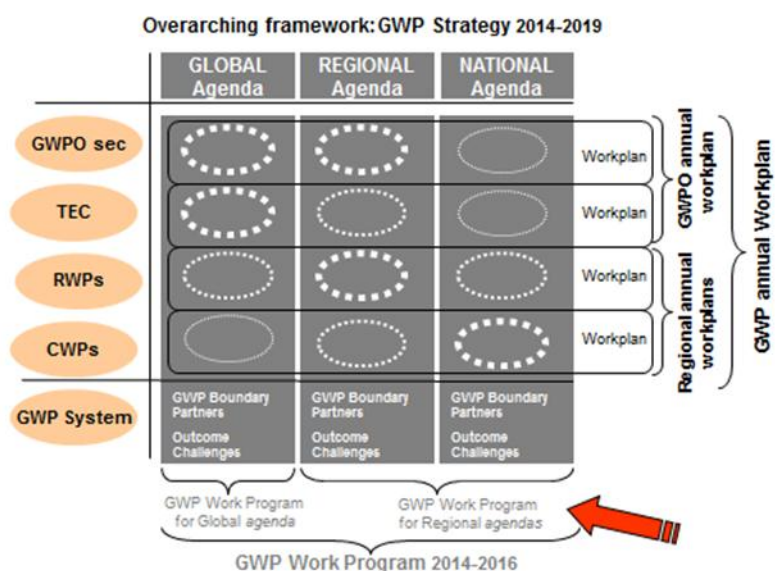 Overarching framework: GWP Strategy 2014-2019
GLOBAL
Agenda
REGIONAL
Agenda
NATIONAL
Agenda
GWPO sec
Workplan
TEC
Workplan
RWPs
Workplan
CWPs
Workplan
GWPO annual
workplan
Regional annual
workplans
GWP annual Workplan
GWP System
GWP Boundary
Partners
Outcome
Challenges
GWP Boundary
Partners
Outcome
Challenges
GWP Boundary
Partners
Outcome
Challenges
GWP Work Program
for Global agenda
GWP Work Program
for Regional agendas
GWP Work Program 2014-2016